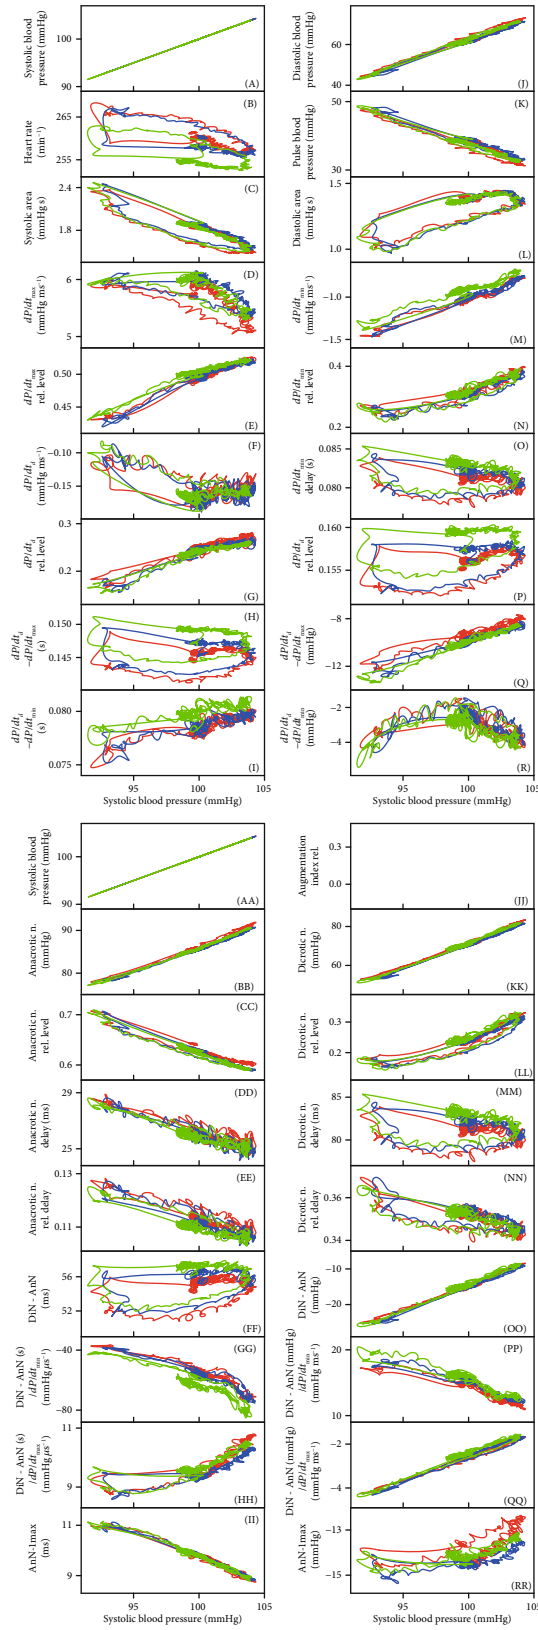 Systolic blood
pressure (mmHg)
100
90
(A)
Heart rate
(min⁻¹)
265
255
(B)
Systolic area
(mmHg s)
2.4
1.8
(C)
dP/dt_max
(mmHg ms⁻¹)
6
5
(D)
dP/dt_max
rel. level
0.50
0.45
(E)
dP/dt_d
(mmHg ms⁻¹)
−0.10
−0.15
(F)
dP/dt_d
rel. level
0.3
0.2
(G)
dP/dt_d
−dP/dt_max
(s)
0.150
0.145
(H)
dP/dt_d
−dP/dt_min
(s)
0.080
0.075
(I)
95 100 105
Systolic blood pressure (mmHg)
Diastolic blood
pressure (mmHg)
60
40
(J)
Pulse blood
pressure (mmHg)
50
30
(K)
Diastolic area
(mmHg s)
1.5
1.0
(L)
dP/dt_min
(mmHg ms⁻¹)
−1.0
−1.5
(M)
dP/dt_min
rel. level
0.4
0.2
(N)
dP/dt_min
delay (s)
0.085
0.080
(O)
dP/dt_d
rel. level
0.160
0.155
(P)
dP/dt_d
−dP/dt_max
(mmHg)
−8
−12
(Q)
dP/dt_d
−dP/dt_min
(mmHg)
−2
−4
(R)
95 100 105
Systolic blood pressure (mmHg)
Systolic blood
pressure (mmHg)
100
90
(AA)
Anacrotic n.
(mmHg)
90
80
(BB)
Anacrotic n.
rel. level
0.7
0.6
(CC)
Anacrotic n.
delay (ms)
29
25
(DD)
Anacrotic n.
rel. delay
0.13
0.11
(EE)
DiN - AnN
(ms)
56
52
(FF)
DiN - AnN (s)
/dP/dt_min
(mmHg μs⁻¹)
−40
−80
(GG)
DiN - AnN (s)
/dP/dt_max
(mmHg μs⁻¹)
11
9
(HH)
AnN-1max
(ms)
11
9
(II)
95 100 105
Systolic blood pressure (mmHg)
Augmentation
index rel.
0.3
0.0
(JJ)
Dicrotic n.
(mmHg)
80
60
(KK)
Dicrotic n.
rel. level
0.3
0.2
(LL)
Dicrotic n.
delay (ms)
85
80
(MM)
Dicrotic n.
rel. delay
0.36
0.34
(NN)
DiN - AnN
(mmHg)
−10
−20
(OO)
DiN - AnN (mmHg)
/dP/dt_min
(mmHg ms⁻¹)
20
10
(PP)
DiN - AnN (mmHg)
/dP/dt_max
(mmHg ms⁻¹)
−2
−4
(QQ)
AnN-1max
(mmHg)
−13
−15
(RR)
95 100 105
Systolic blood pressure (mmHg)